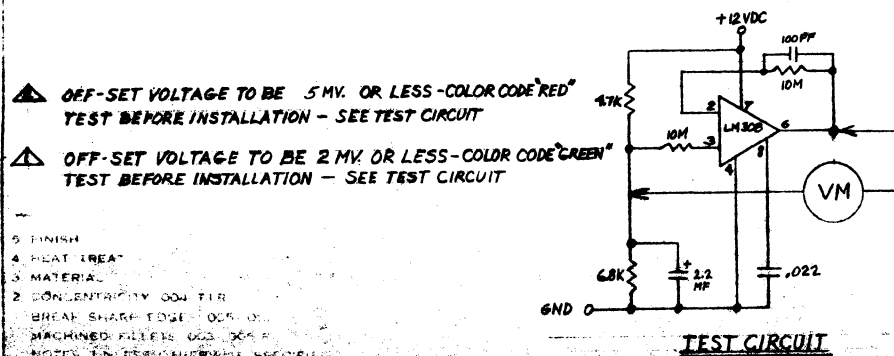 OFF-SET VOLTAGE TO BE .5 MV. OR LESS-COLOR CODE "RED"
TEST BEFORE INSTALLATION - SEE TEST CIRCUIT
OFF-SET VOLTAGE TO BE 2 MV. OR LESS-COLOR CODE "GREEN"
TEST BEFORE INSTALLATION - SEE TEST CIRCUIT
5 FINISH
4 HEAT TREAT
3 MATERIAL
2 CONCENTRICITY .004 T.I.R
BREAK SHARP EDGES .005
MACHINED FILLETS
+12VDC
100PF
10M
4.7K
2
7
LM308
6
10M
3
4
8
VM
6.8K
+
2.2
MF
.022
GND
TEST CIRCUIT